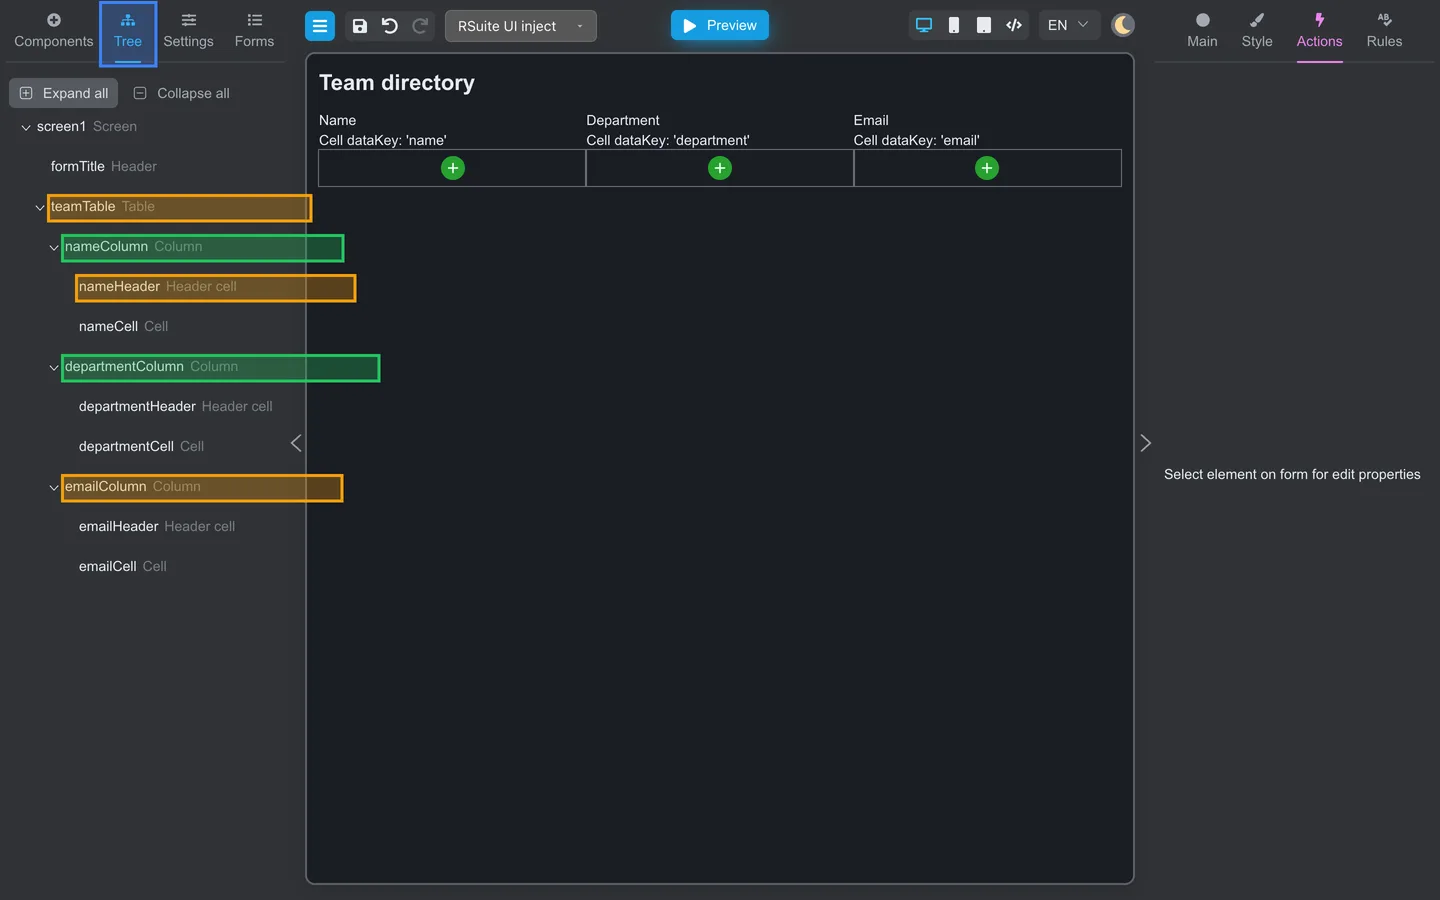 Components
Tree
Settings
Forms
RSuite UI inject
Preview
EN
Main
Style
Actions
AB
Rules
Expand all
Collapse all
screen1 Screen
formTitle Header
teamTable Table
nameColumn Column
nameHeader Header cell
nameCell Cell
departmentColumn Column
departmentHeader Header cell
departmentCell Cell
emailColumn Column
emailHeader Header cell
emailCell Cell
Team directory
Name
Cell dataKey: 'name'
Department
Cell dataKey: 'department'
Email
Cell dataKey: 'email'
Select element on form for edit properties